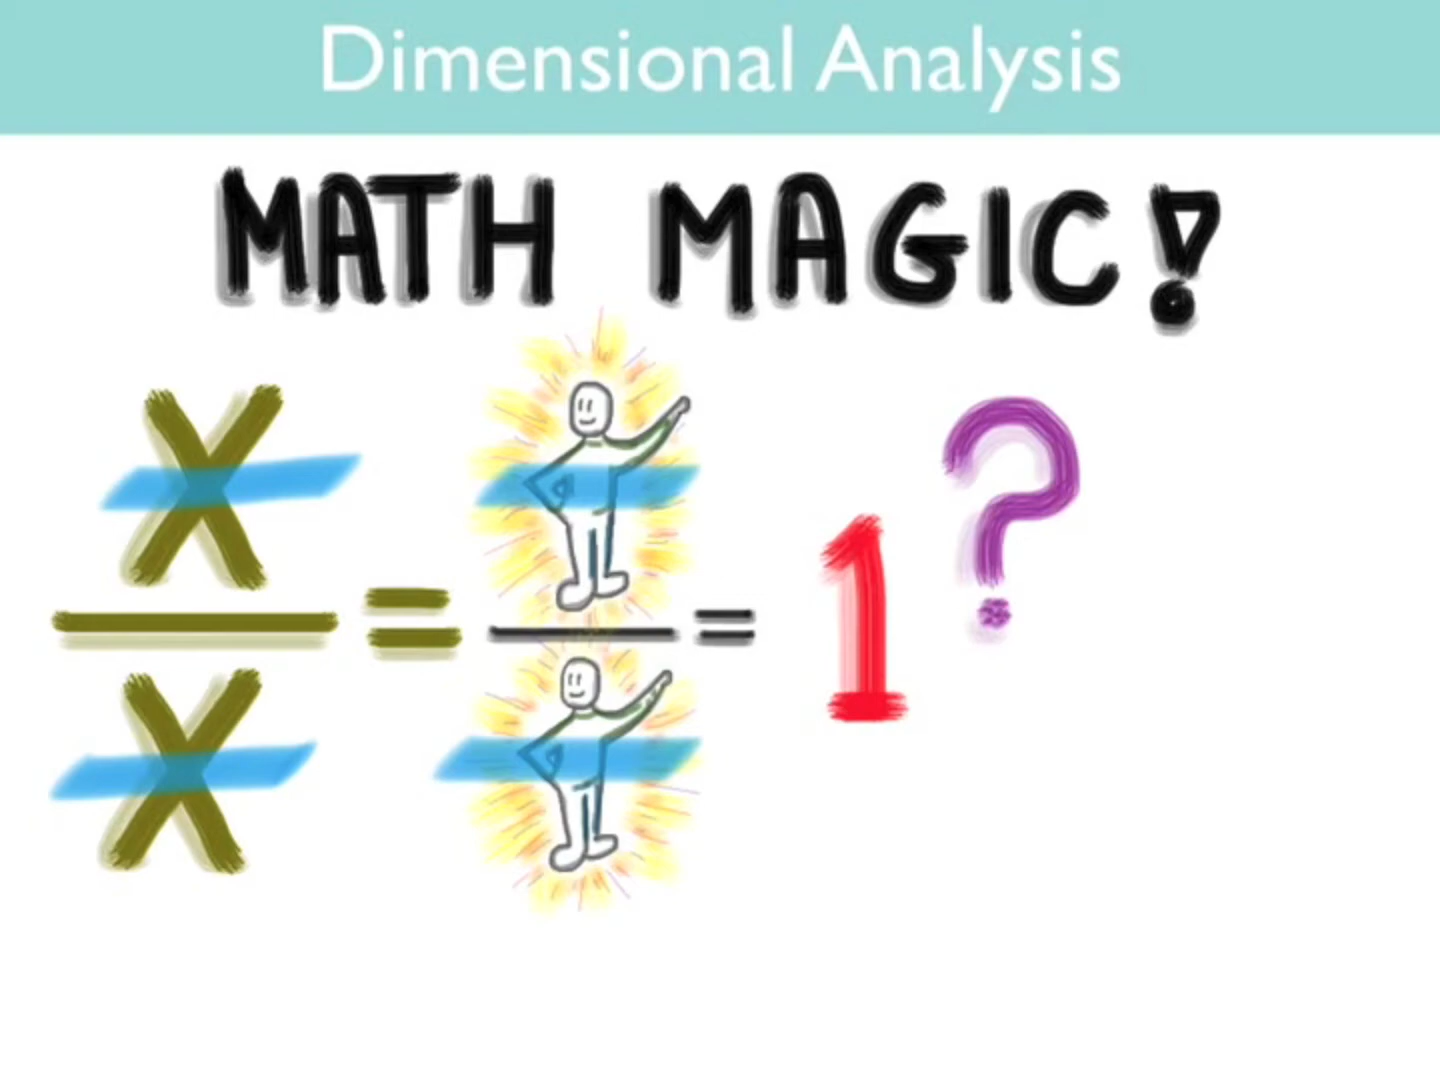 Dimensional Analysis
MATH MAGIC!
X
X
=
=
1
?